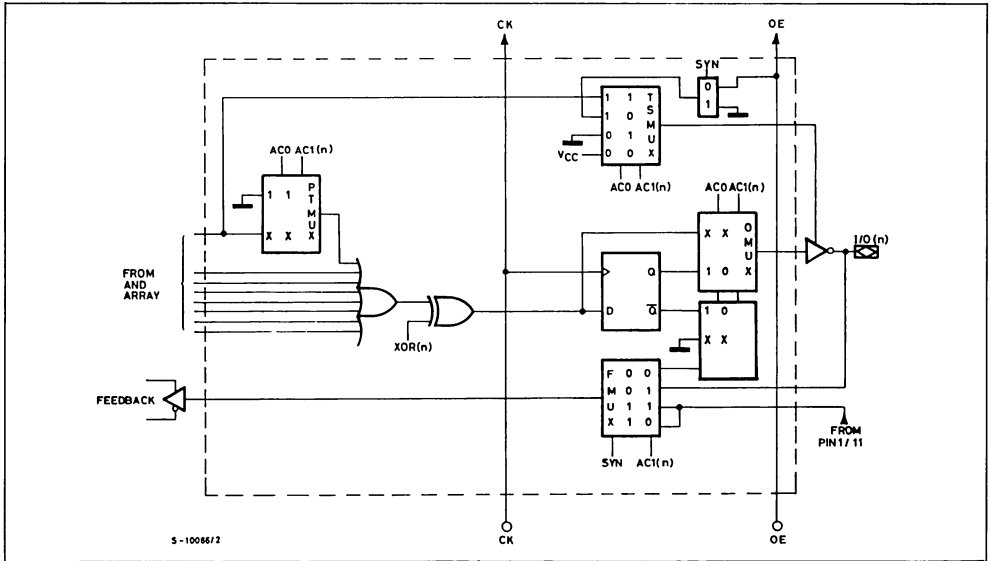 CK
OE
SYN
0
1
1 1 T
1 0 S
0 1 M
0 0 U
X
VCC
AC0 AC1(n)
AC0 AC1(n)
1 1 P
T
M
U
X X X
AC0 AC1(n)
X X O
M
U
1 0 X
I/O(n)
FROM
AND
ARRAY
Q
D Q̅
1 0
X X
XOR(n)
F 0 0
M 0 1
U 1 1
X 1 0
FEEDBACK
FROM
PIN 1/11
SYN AC1(n)
CK
OE
S-10066/2